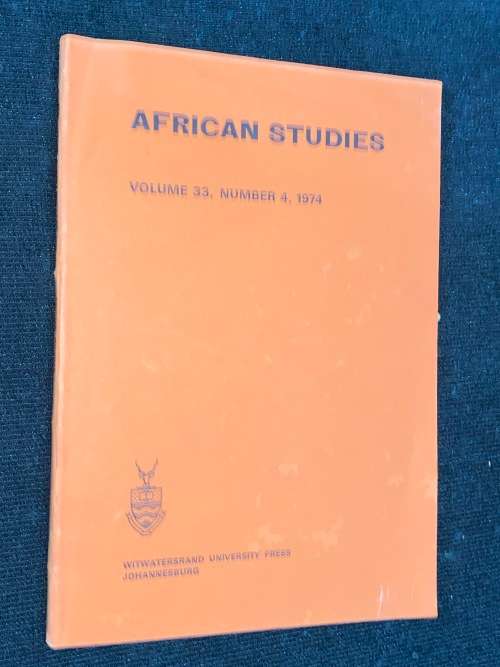 AFRICAN STUDIES
VOLUME 33, NUMBER 4, 1974
WITWATERSRAND UNIVERSITY PRESS
JOHANNESBURG